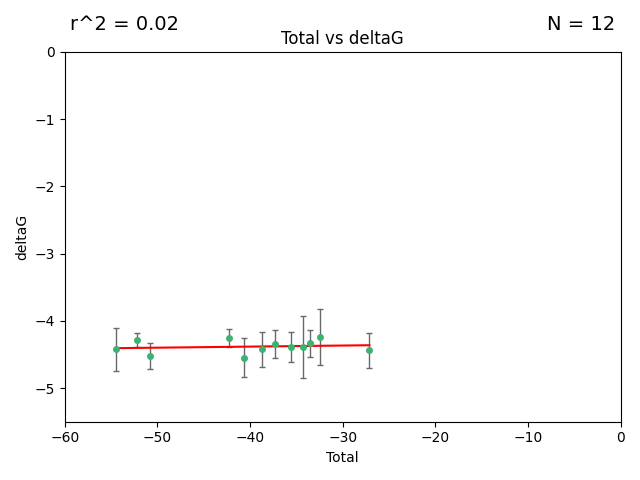 r^2 = 0.02
N = 12
Total vs deltaG
0
−1
−2
−3
−4
−5
deltaG
−60
−50
−40
−30
−20
−10
0
Total